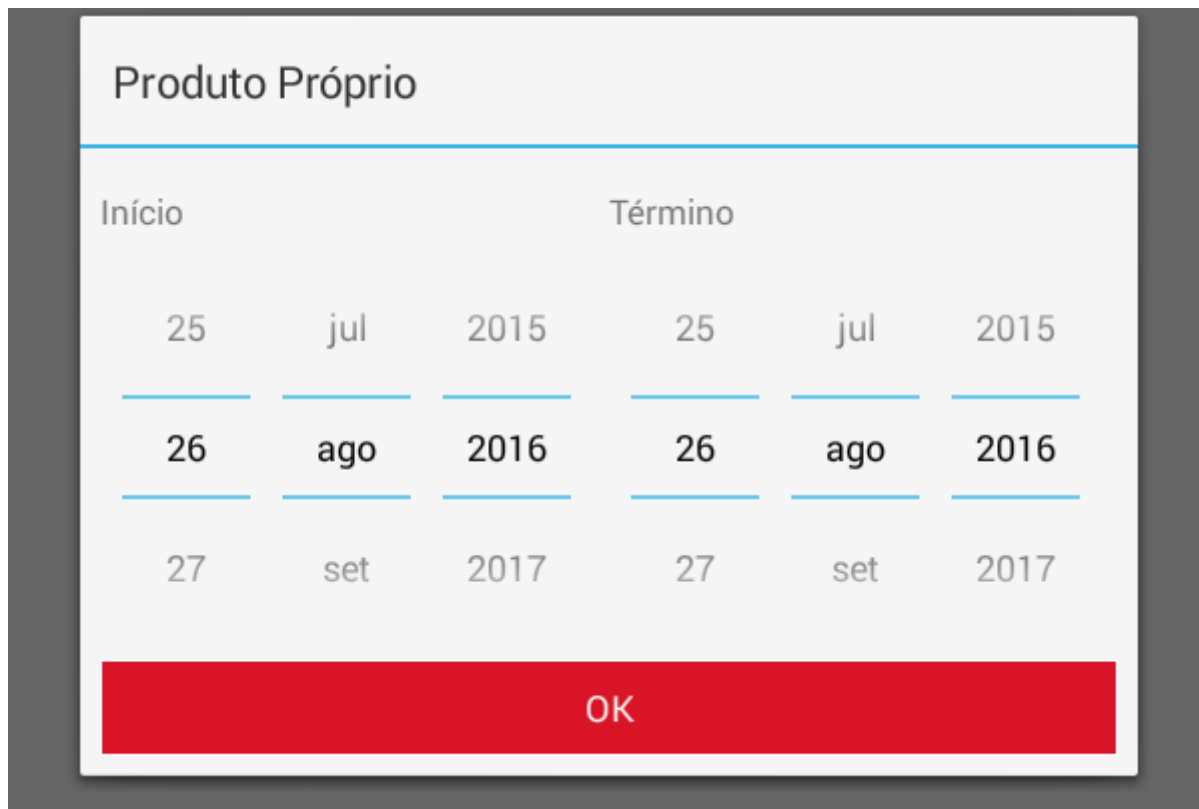 Produto Próprio
Início Término
25 jul 2015 25 jul 2015
26 ago 2016 26 ago 2016
27 set 2017 27 set 2017
OK